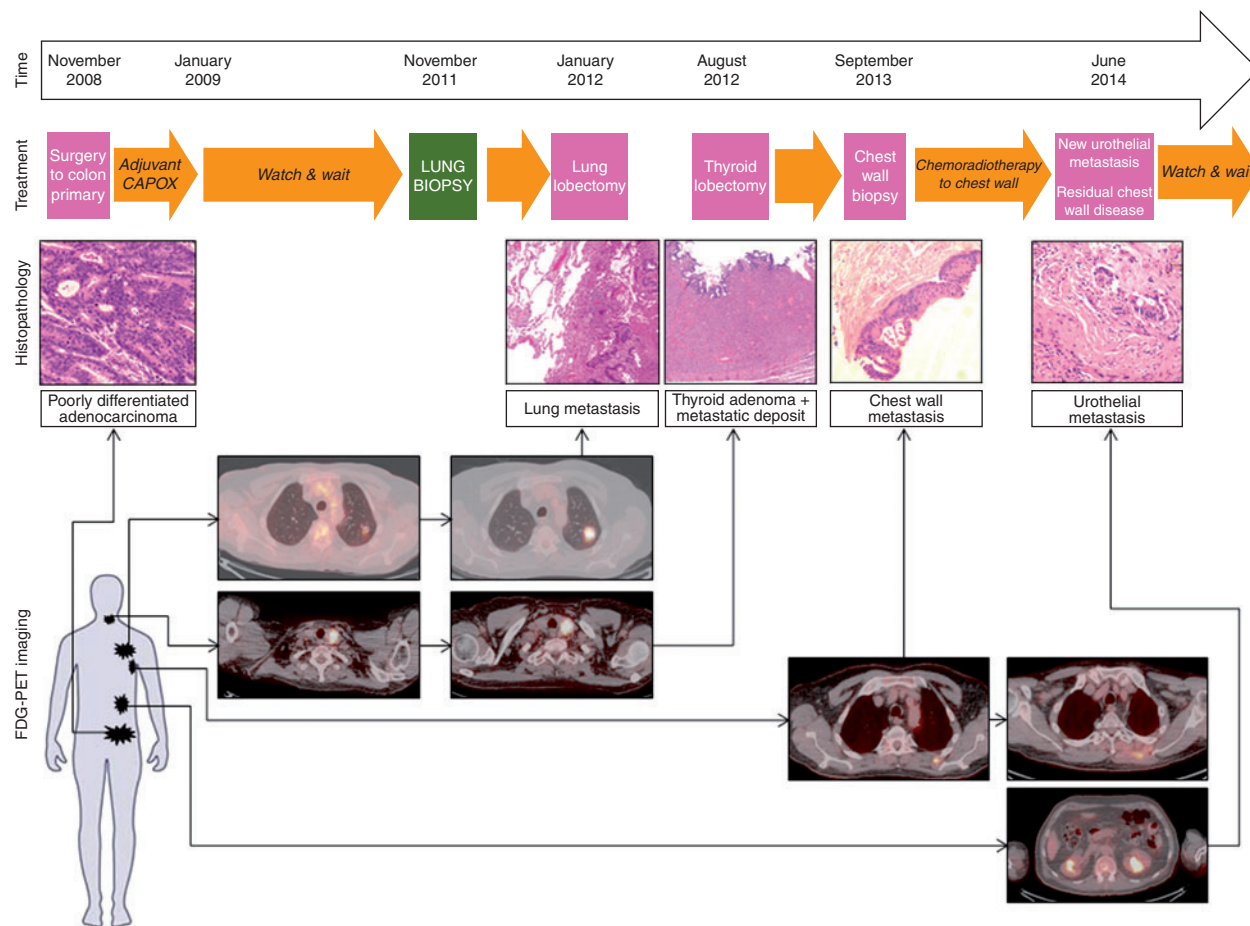 Time
November
2008
January
2009
November
2011
January
2012
August
2012
September
2013
June
2014
Treatment
Surgery
to colon
primary
Adjuvant
CAPOX
Watch & wait
LUNG
BIOPSY
Lung
lobectomy
Thyroid
lobectomy
Chest
wall
biopsy
Chemoradiotherapy
to chest wall
New urothelial
metastasis
Residual chest
wall disease
Watch & wait
Histopathology
Poorly differentiated
adenocarcinoma
Lung metastasis
Thyroid adenoma +
metastatic deposit
Chest wall
metastasis
Urothelial
metastasis
FDG-PET imaging